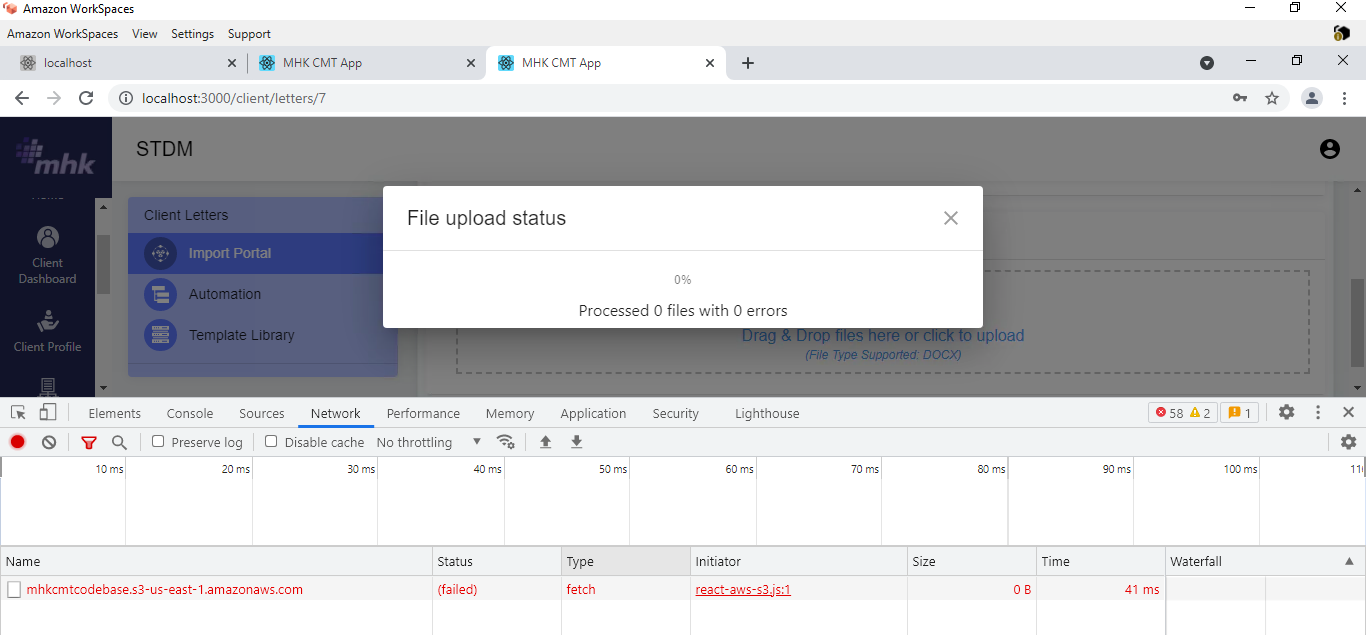 Amazon WorkSpaces
Amazon WorkSpaces View Settings Support
localhost MHK CMT App MHK CMT App
localhost:3000/client/letters/7
mhk
STDM
Client Letters
Import Portal
Automation
Template Library
Client
Dashboard
Client Profile
File upload status
0%
Processed 0 files with 0 errors
Drag & Drop files here or click to upload
(File Type Supported: DOCX)
Elements Console Sources Network Performance Memory Application Security Lighthouse 58 2 1
Preserve log Disable cache No throttling
10 ms 20 ms 30 ms 40 ms 50 ms 60 ms 70 ms 80 ms 90 ms 100 ms
Name Status Type Initiator Size Time Waterfall
mhkcmtcodebase.s3-us-east-1.amazonaws.com (failed) fetch react-aws-s3.js:1 0 B 41 ms